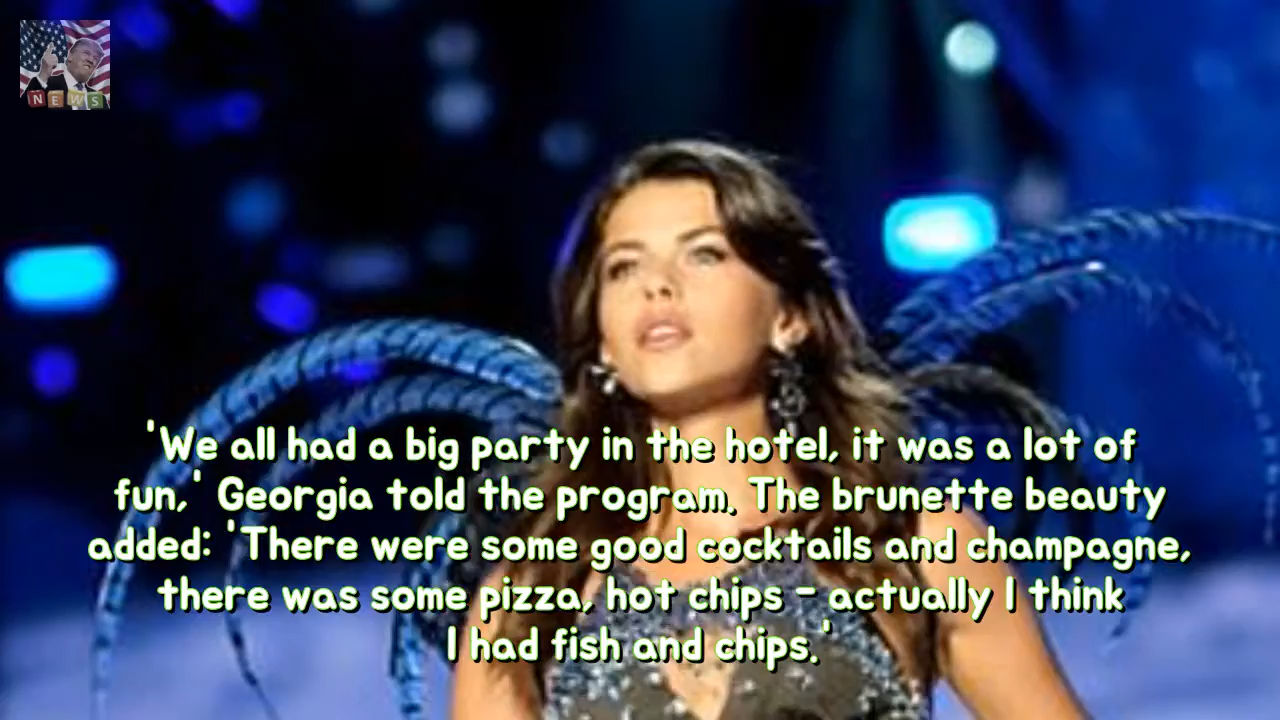 NEWS
'We all had a big party in the hotel, it was a lot of
fun,' Georgia told the program. The brunette beauty
added: 'There were some good cocktails and champagne,
there was some pizza, hot chips - actually I think
I had fish and chips.'